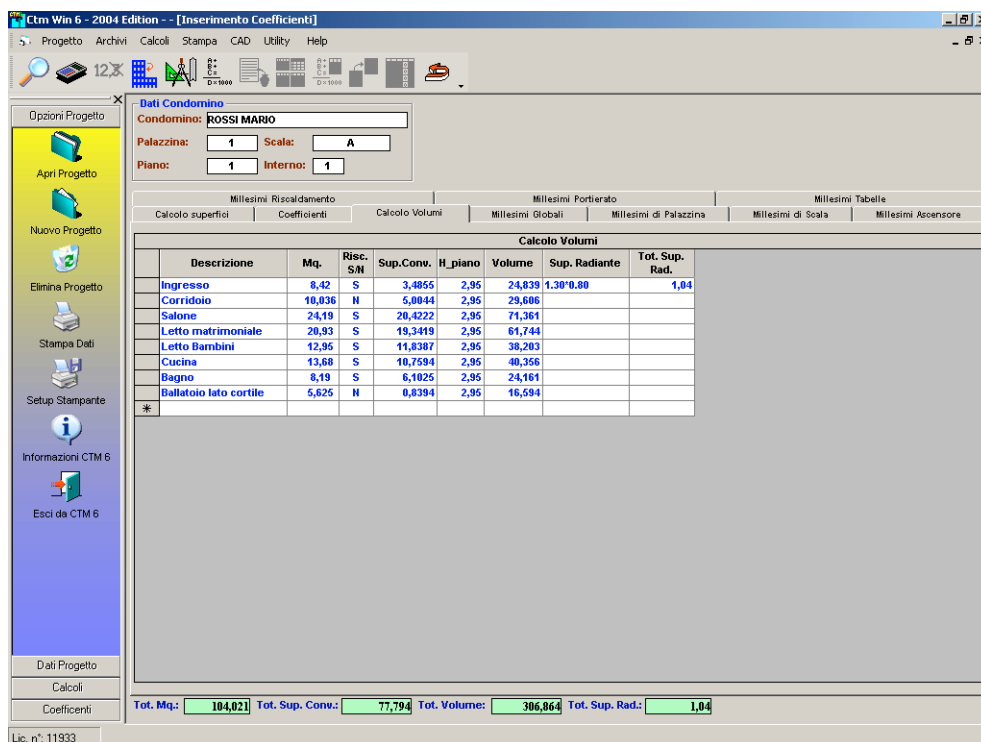 Ctm Win 6 - 2004 Edition - - [Inserimento Coefficienti]
Progetto Archivi Calcoli Stampa CAD Utility Help
Opzioni Progetto
Apri Progetto
Nuovo Progetto
Elimina Progetto
Stampa Dati
Setup Stampante
Informazioni CTM 6
Esci da CTM 6
Dati Progetto
Calcoli
Coefficenti
Dati Condomino
Condomino: ROSSI MARIO
Palazzina: 1 Scala: A
Piano: 1 Interno: 1
Millesimi Riscaldamento Millesimi Portierato Millesimi Tabelle
Calcolo superfici Coefficienti Calcolo Volumi Millesimi Globali Millesimi di Palazzina Millesimi di Scala Millesimi Ascensore
Calcolo Volumi
Descrizione Mq. Risc. S/N Sup.Conv. H_piano Volume Sup. Radiante Tot. Sup. Rad.
Ingresso 8,42 S 3,4855 2,95 24,839 1.30*0.80 1,04
Corridoio 10,036 N 5,0044 2,95 29,606
Salone 24,19 S 20,4222 2,95 71,361
Letto matrimoniale 20,93 S 19,3419 2,95 61,744
Letto Bambini 12,95 S 11,8387 2,95 38,203
Cucina 13,68 S 10,7594 2,95 40,356
Bagno 8,19 S 6,1025 2,95 24,161
Ballatoio lato cortile 5,625 N 0,8394 2,95 16,594
Tot. Mq.: 104,021 Tot. Sup. Conv.: 77,794 Tot. Volume: 306,864 Tot. Sup. Rad.: 1,04
Lic. n°: 11933